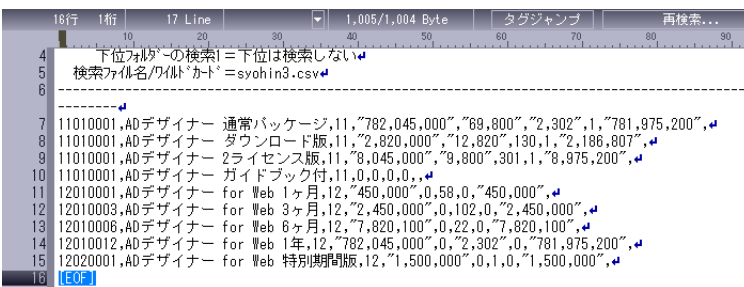 16行 1桁 17 Line 1,005/1,004 Byte タグジャンプ 再検索...
10 20 30 40 50 60 70 80 90
4 下位フォルダーの検索1=下位は検索しない
5 検索ファイル名/ワイルドカード=syohin3.csv
6 ----------------------------------------------------------------------------------------
--------
7 11010001,ADデザイナー 通常パッケージ,11,"782,045,000","69,800","2,302",1,"781,975,200",
8 11010001,ADデザイナー ダウンロード版,11,"2,820,000","12,820",130,1,"2,186,807",
9 11010001,ADデザイナー 2ライセンス版,11,"8,045,000","9,800",301,1,"8,975,200",
10 11010001,ADデザイナー ガイドブック付,11,0,0,0,0,,
11 12010001,ADデザイナー for Web 1ヶ月,12,"450,000",0,58,0,"450,000",
12 12010003,ADデザイナー for Web 3ヶ月,12,"2,450,000",0,102,0,"2,450,000",
13 12010006,ADデザイナー for Web 6ヶ月,12,"7,820,100",0,22,0,"7,820,100",
14 12010012,ADデザイナー for Web 1年,12,"782,045,000",0,"2,302",0,"781,975,200",
15 12020001,ADデザイナー for Web 特別期間版,12,"1,500,000",0,1,0,"1,500,000",
16 [EOF]